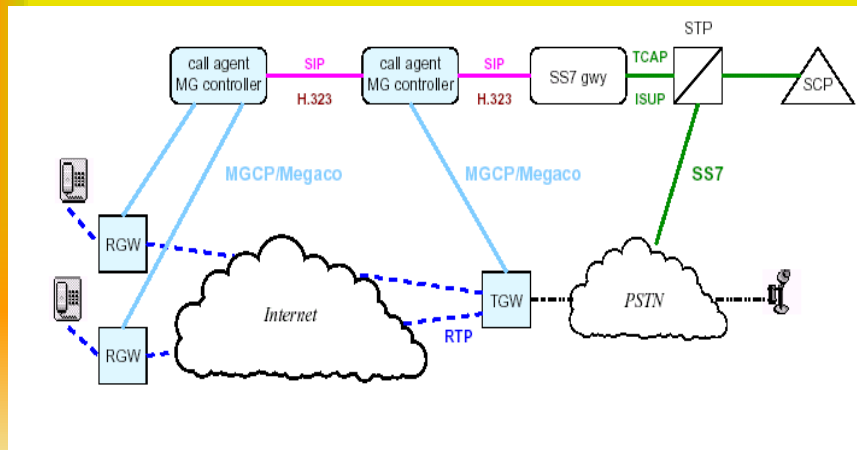 STP
call agent
MG controller
SIP
H.323
call agent
MG controller
SIP
H.323
SS7 gwy
TCAP
ISUP
SCP
MGCP/Megaco
MGCP/Megaco
SS7
RGW
Internet
TGW
PSTN
RTP
RGW